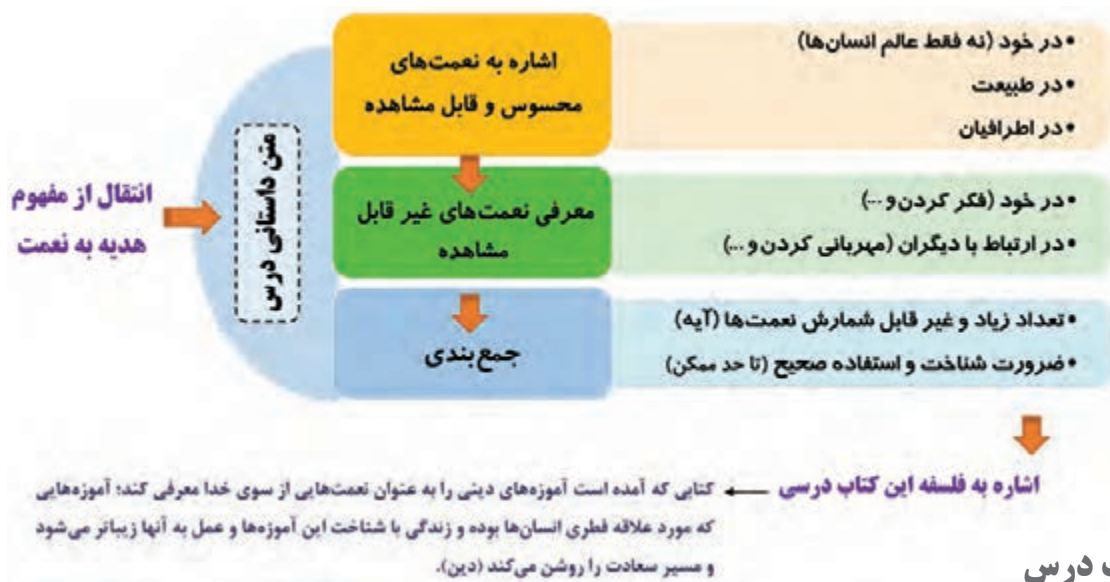 انتقال از مفهوم
هدیه به نعمت
متن داستانی درس
اشاره به نعمت‌های
محسوس و قابل مشاهده
•در خود (نه فقط عالم انسان‌ها)
•در طبیعت
•در اطرافیان
معرفی نعمت‌های غیر قابل
مشاهده
•در خود (فکر کردن و ...)
•در ارتباط با دیگران (مهربانی کردن و ...)
جمع‌بندی
•تعداد زیاد و غیر قابل شمارش نعمت‌ها (آیه)
•ضرورت شناخت و استفاده صحیح (تا حد ممکن)
اشاره به فلسفه این کتاب درسی
کتابی که آمده است آموزه‌های دینی را به عنوان نعمت‌هایی از سوی خدا معرفی کند؛ آموزه‌هایی
که مورد علاقه فطری انسان‌ها بوده و زندگی با شناخت این آموزه‌ها و عمل به آنها زیباتر می‌شود
و مسیر سعادت را روشن می‌کند (دین).
درس